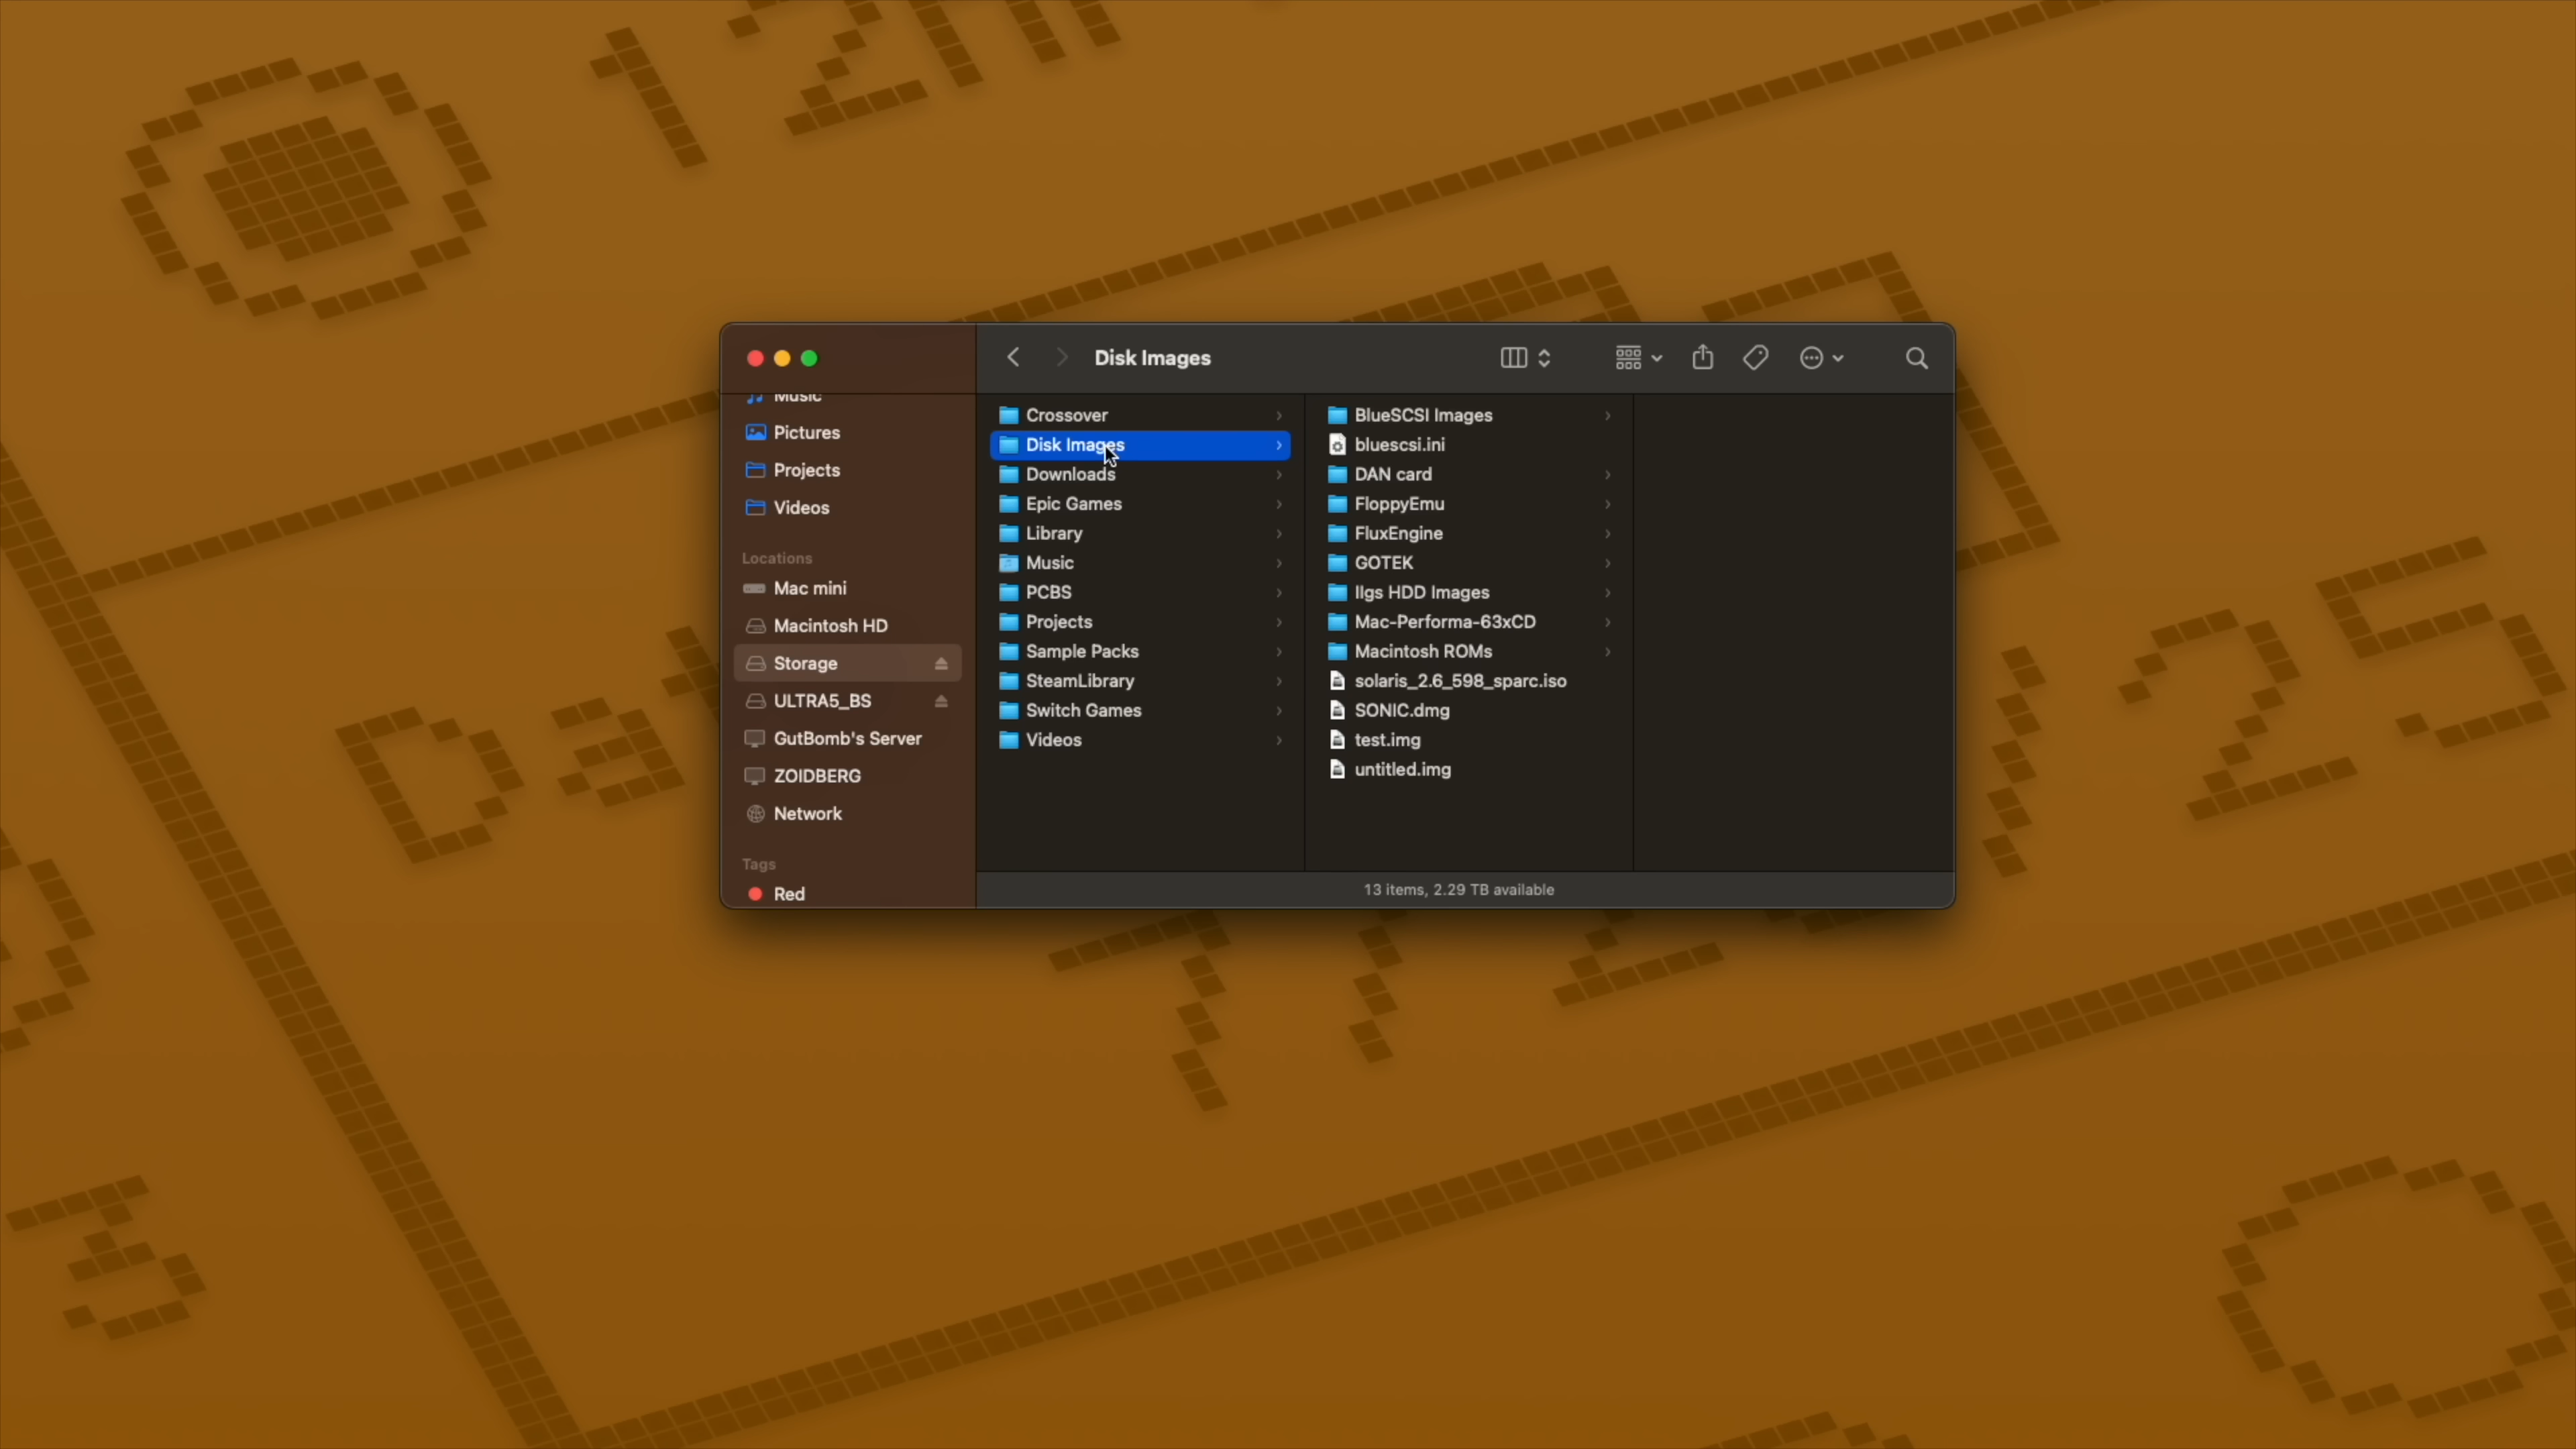 12m
Disk Images
Music
Pictures
Projects
Videos
Locations
Mac mini
Macintosh HD
Storage
ULTRA5_BS
GutBomb's Server
ZOIDBERG
Network
Tags
Red
Crossover
Disk Images
Downloads
Epic Games
Library
Music
PCBS
Projects
Sample Packs
SteamLibrary
Switch Games
Videos
BlueSCSI Images
bluescsi.ini
DAN card
FloppyEmu
FluxEngine
GOTEK
IIgs HDD Images
Mac-Performa-63xCD
Macintosh ROMs
solaris_2.6_598_sparc.iso
SONIC.dmg
test.img
untitled.img
13 items, 2.29 TB available
/25
3